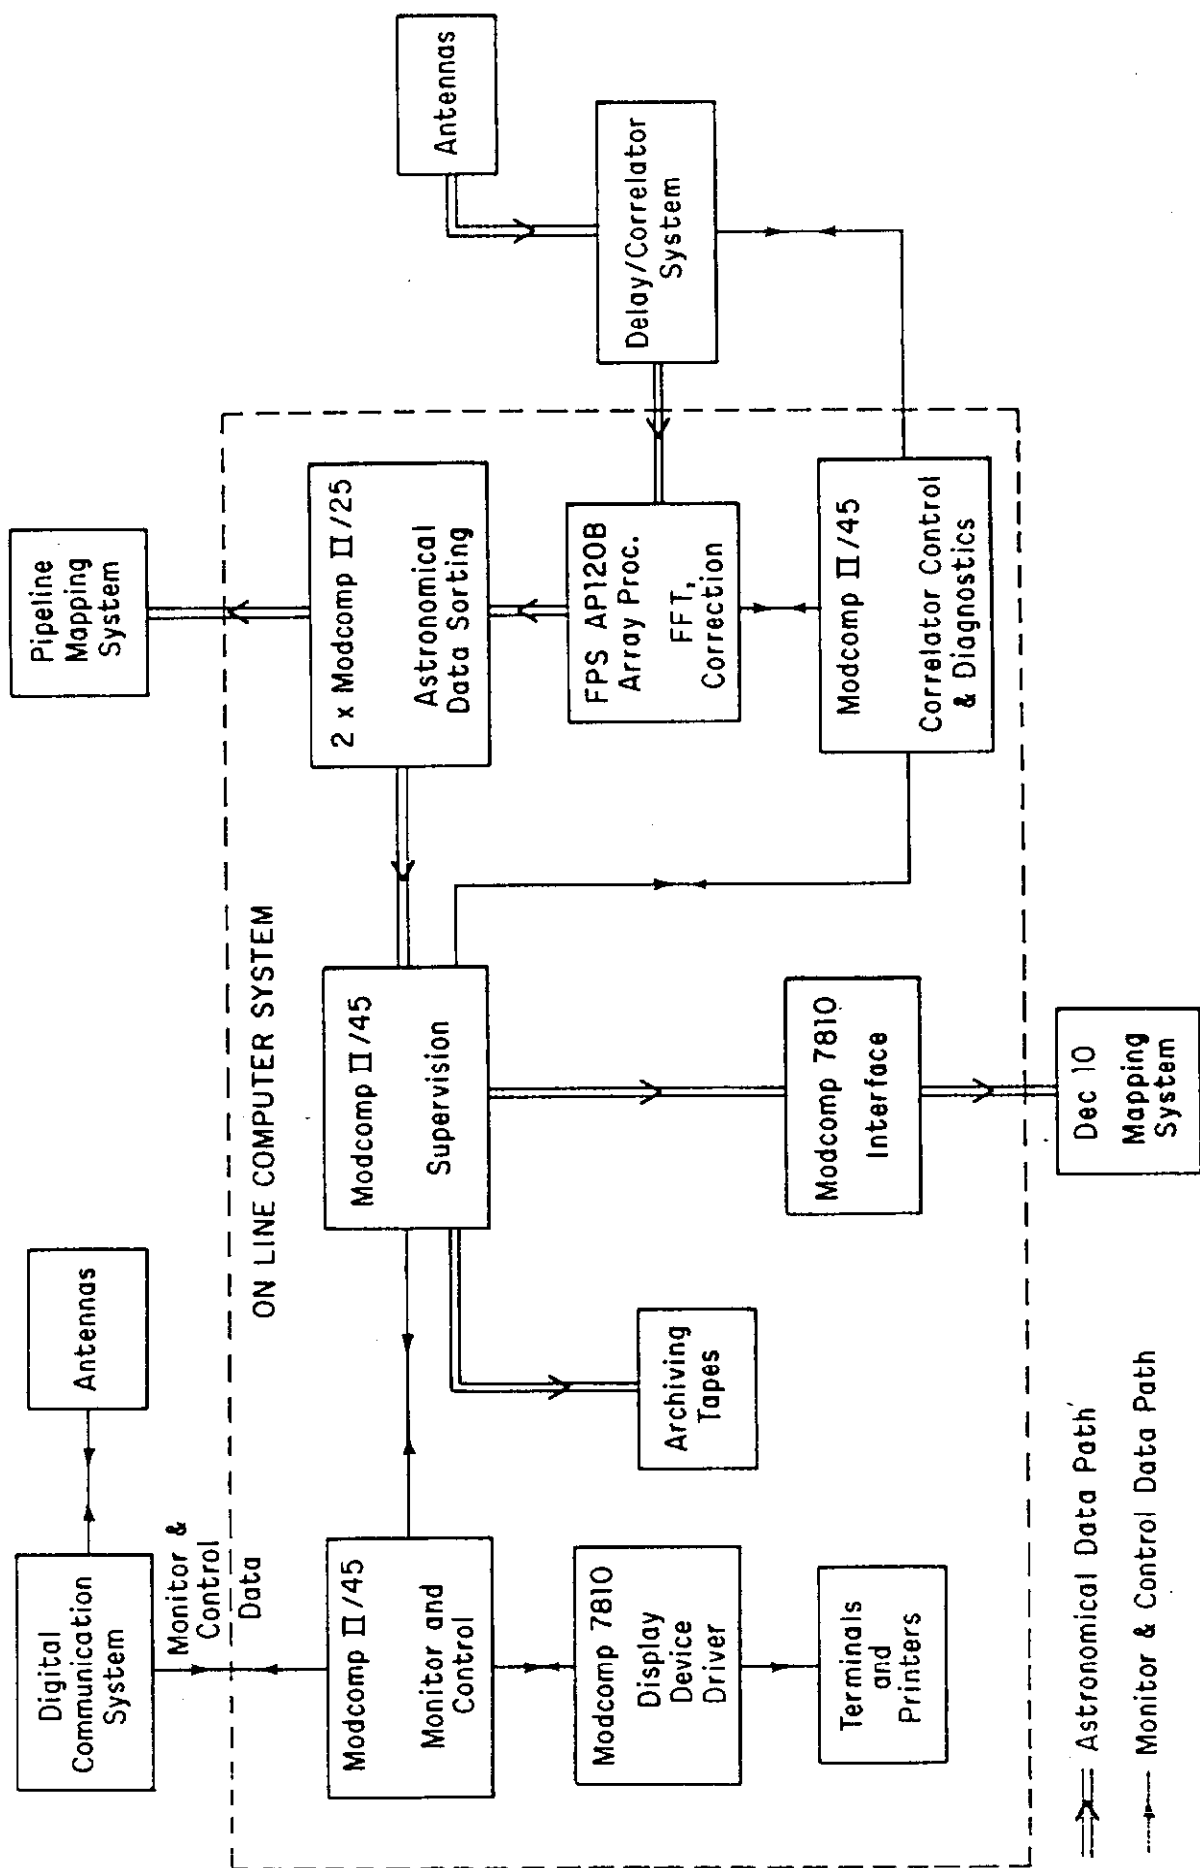 Digital
Communication
System
Antennas
Monitor &
Control
Data
ON LINE COMPUTER SYSTEM
Pipeline
Mapping
System
Antennas
Modcomp II/45
Monitor and
Control
Modcomp II/45
Supervision
2 x Modcomp II/25
Astronomical
Data Sorting
Delay/Correlator
System
Modcomp 7810
Display
Device
Driver
Archiving
Tapes
FPS AP120B
Array Proc.
FFT,
Correction
Terminals
and
Printers
Modcomp 7810
Interface
Modcomp II/45
Correlator Control
& Diagnostics
Dec 10
Mapping
System
Astronomical Data Path
Monitor & Control Data Path